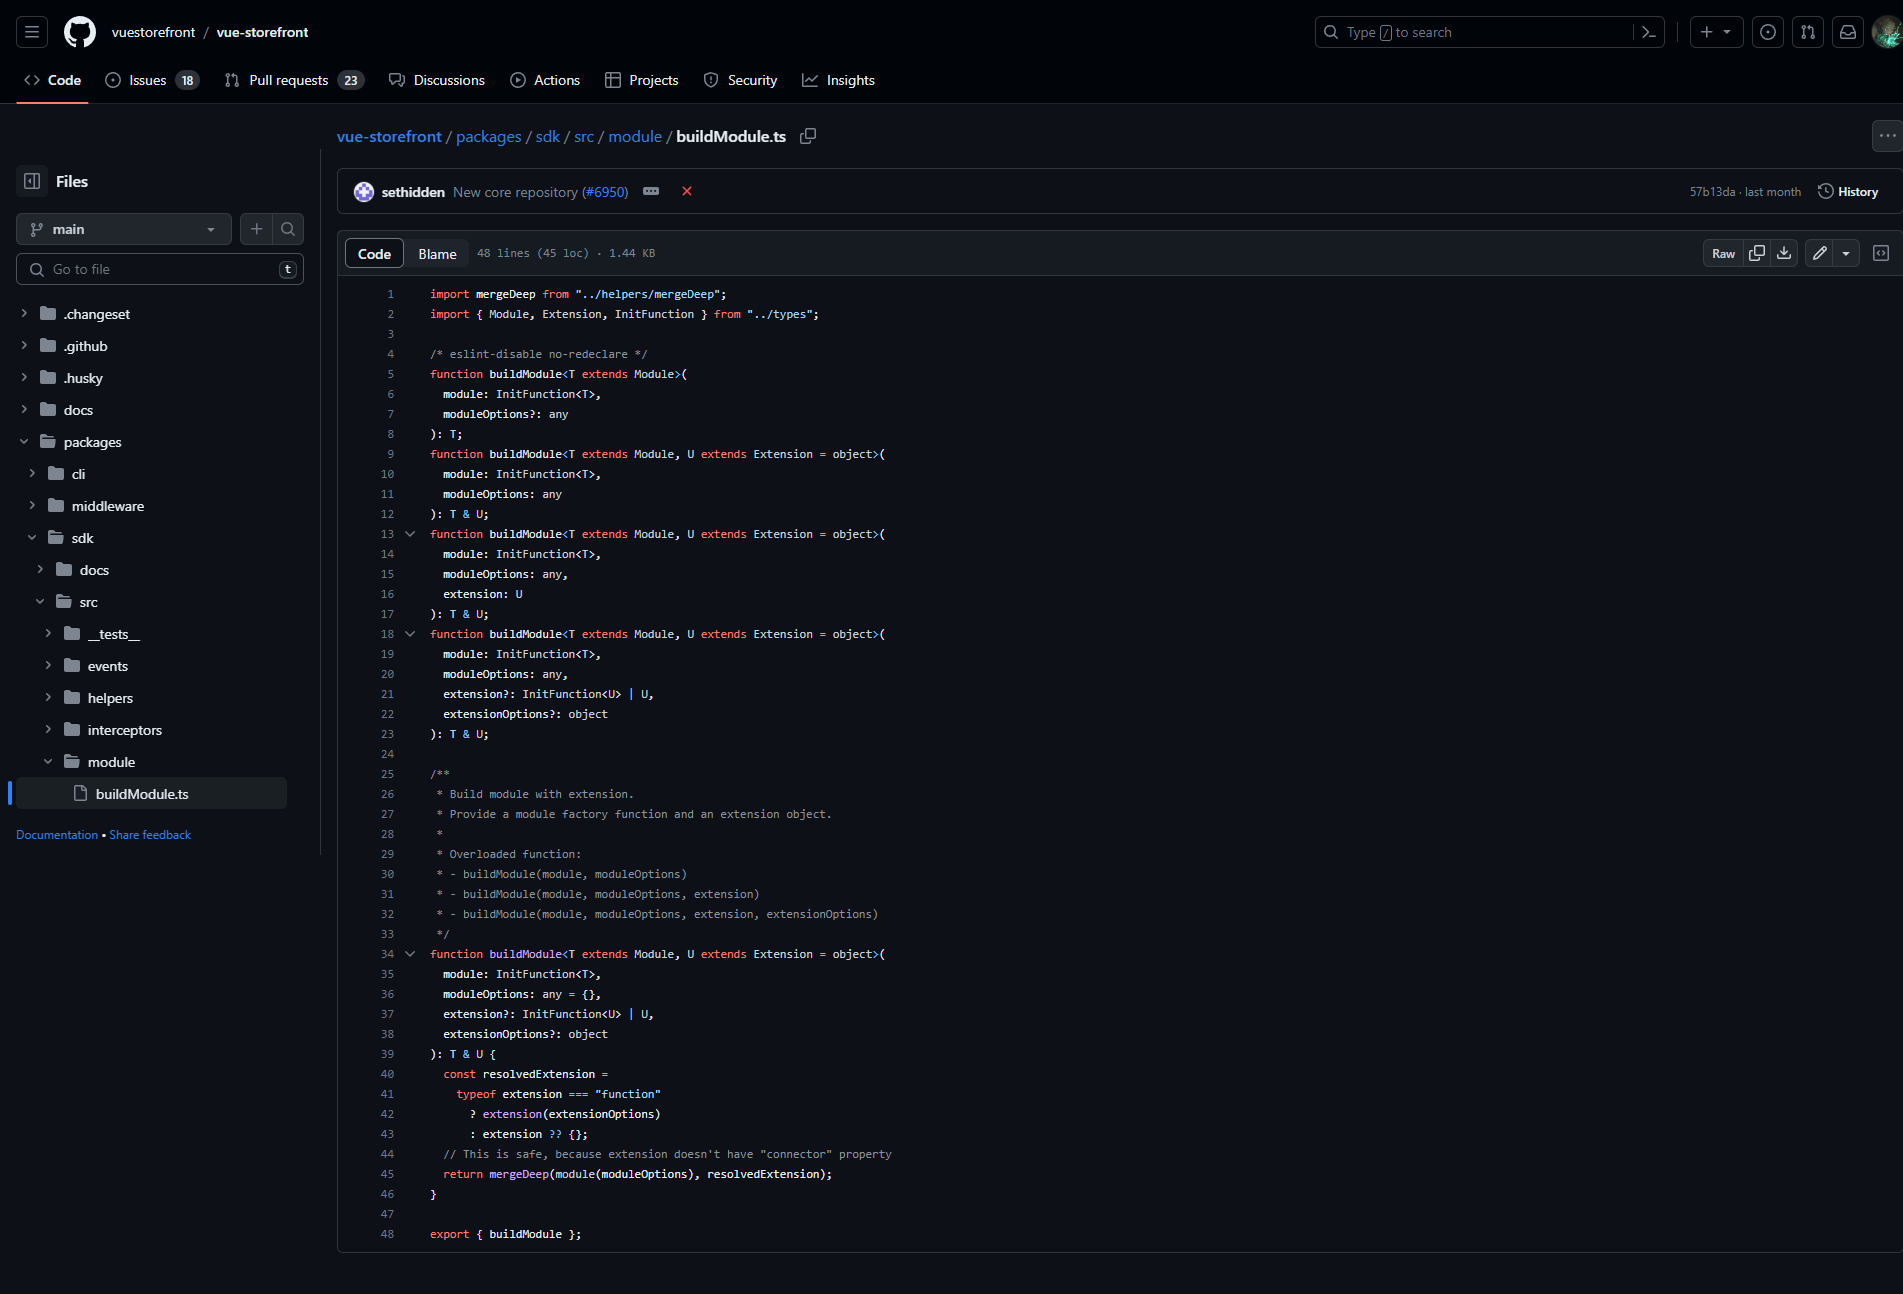 vuestorefront / vue-storefront
Type / to search
Code
Issues 18
Pull requests 23
Discussions
Actions
Projects
Security
Insights
Files
main
Go to file
t
.changeset
.github
.husky
docs
packages
cli
middleware
sdk
docs
src
__tests__
events
helpers
interceptors
module
buildModule.ts
Documentation • Share feedback
vue-storefront / packages / sdk / src / module / buildModule.ts
sethidden New core repository (#6950)
57b13da · last month
History
Code
Blame
48 lines (45 loc) · 1.44 KB
Raw
1 import mergeDeep from "../helpers/mergeDeep";
2 import { Module, Extension, InitFunction } from "../types";
3
4 /* eslint-disable no-redeclare */
5 function buildModule<T extends Module>(
6 module: InitFunction<T>,
7 moduleOptions?: any
8 ): T;
9 function buildModule<T extends Module, U extends Extension = object>(
10 module: InitFunction<T>,
11 moduleOptions: any
12 ): T & U;
13 function buildModule<T extends Module, U extends Extension = object>(
14 module: InitFunction<T>,
15 moduleOptions: any,
16 extension: U
17 ): T & U;
18 function buildModule<T extends Module, U extends Extension = object>(
19 module: InitFunction<T>,
20 moduleOptions: any,
21 extension?: InitFunction<U> | U,
22 extensionOptions?: object
23 ): T & U;
24
25 /**
26 * Build module with extension.
27 * Provide a module factory function and an extension object.
28 *
29 * Overloaded function:
30 * - buildModule(module, moduleOptions)
31 * - buildModule(module, moduleOptions, extension)
32 * - buildModule(module, moduleOptions, extension, extensionOptions)
33 */
34 function buildModule<T extends Module, U extends Extension = object>(
35 module: InitFunction<T>,
36 moduleOptions: any = {},
37 extension?: InitFunction<U> | U,
38 extensionOptions?: object
39 ): T & U {
40 const resolvedExtension =
41 typeof extension === "function"
42 ? extension(extensionOptions)
43 : extension ?? {};
44 // This is safe, because extension doesn't have "connector" property
45 return mergeDeep(module(moduleOptions), resolvedExtension);
46 }
47
48 export { buildModule };